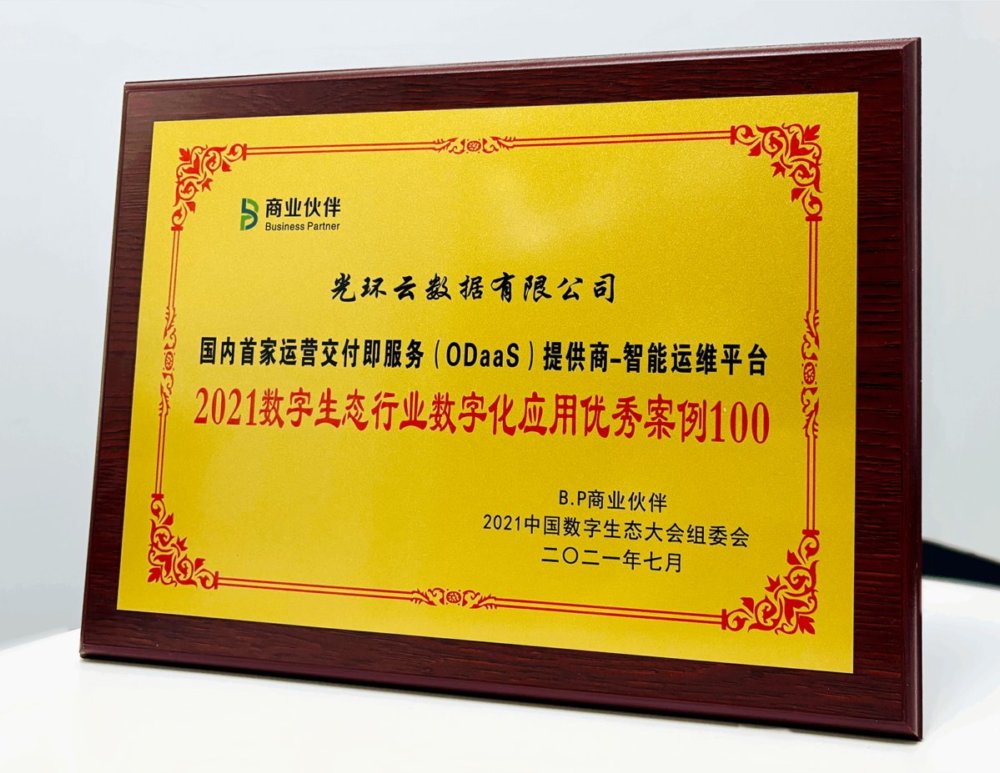 商业伙伴
Business Partner
光环云数据有限公司
国内首家运营交付即服务（ODaaS）提供商-智能运维平台
2021数字生态行业数字化应用优秀案例100
B.P商业伙伴
2021中国数字生态大会组委会
二〇二一年七月